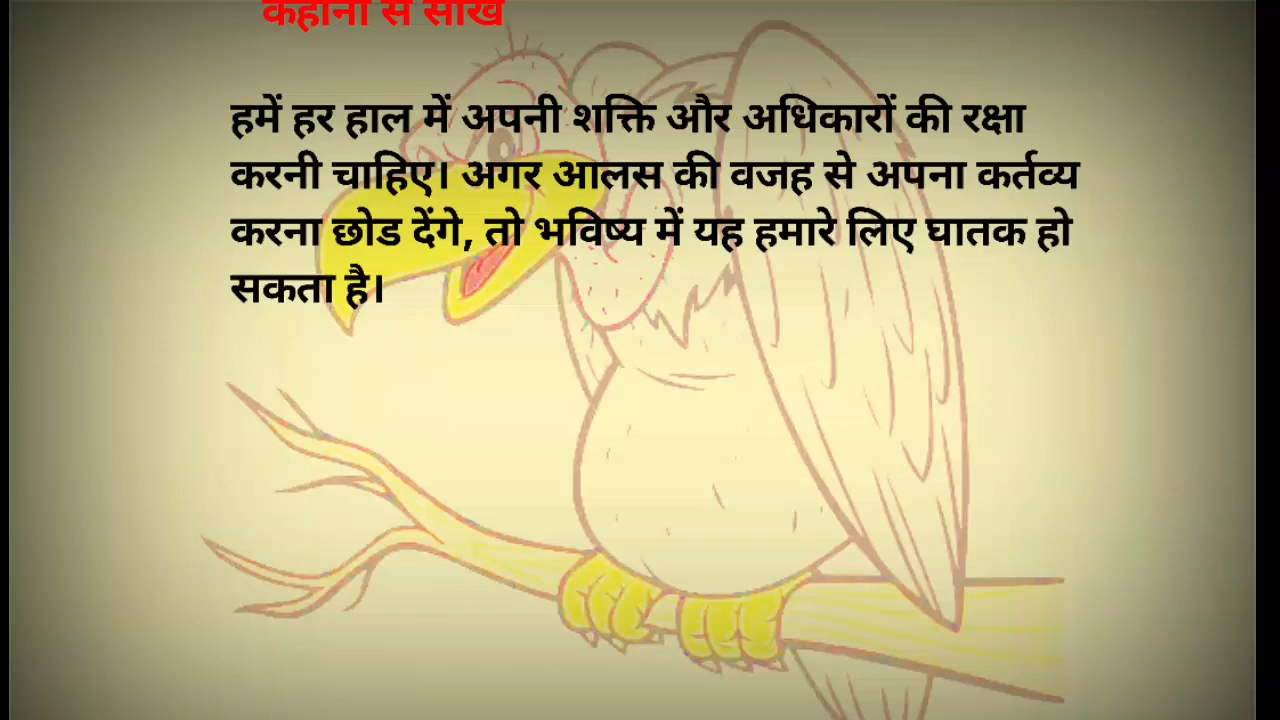 कहानी से सीख
हमें हर हाल में अपनी शक्ति और अधिकारों की रक्षा
करनी चाहिए। अगर आलस की वजह से अपना कर्तव्य
करना छोड देंगे, तो भविष्य में यह हमारे लिए घातक हो
सकता है।